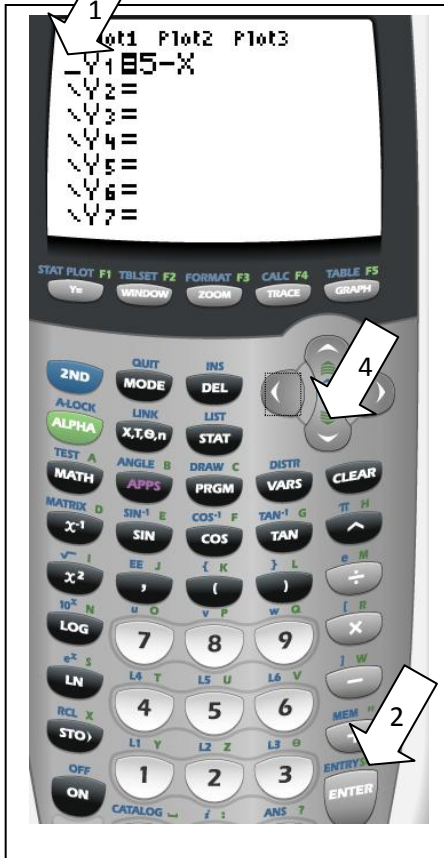 1
Plot1 Plot2 Plot3
_Y1=5-X
\Y2=
\Y3=
\Y4=
\Y5=
\Y6=
\Y7=
STAT PLOT F1 TBLSET F2 FORMAT F3 CALC F4 TABLE F5
Y= WINDOW ZOOM TRACE GRAPH
4
QUIT INS
2ND MODE DEL
A-LOCK LINK LIST
ALPHA X,T,Θ,n STAT
TEST A ANGLE B DRAW C DISTR
MATH APPS PRGM VARS CLEAR
MATRIX D SIN-1 E COS-1 F TAN-1 G π H
x-1 SIN COS TAN ^
√ I EE J { K } L e M
x² , ( ) ÷
10x N u O v P w Q [ R
LOG 7 8 9 ×
ex S L4 T L5 U L6 V ] W
LN 4 5 6 −
2
RCL X L1 Y L2 Z L3 θ MEM "
STO) 1 2 3 +
OFF CATALOG i : ANS ? ENTRY
ON ENTER